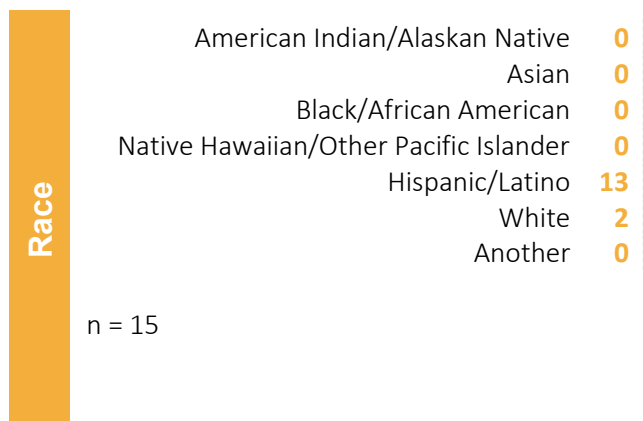 Race
American Indian/Alaskan Native 0
Asian 0
Black/African American 0
Native Hawaiian/Other Pacific Islander 0
Hispanic/Latino 13
White 2
Another 0
n = 15